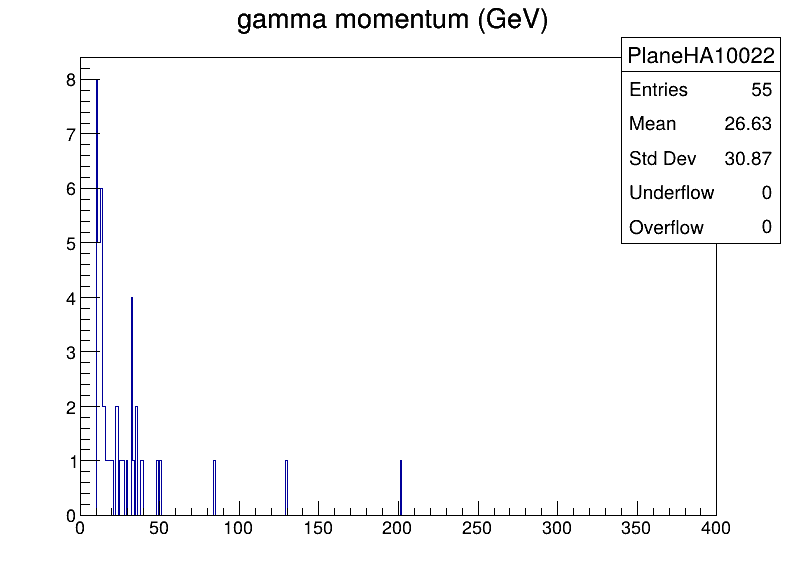 gamma momentum (GeV)
PlaneHA10022
Entries 55
Mean 26.63
Std Dev 30.87
Underflow 0
Overflow 0
8
7
6
5
4
3
2
1
0
0 50 100 150 200 250 300 350 400